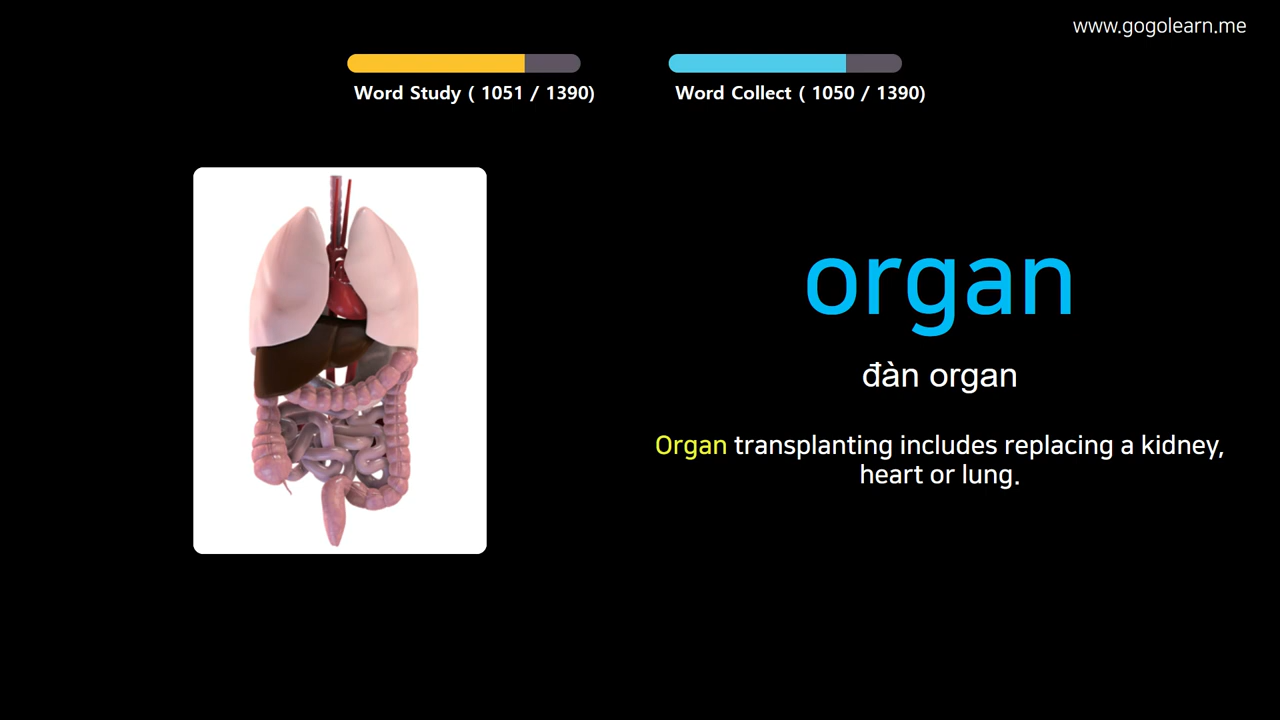 www.gogolearn.me
Word Study ( 1051 / 1390)
Word Collect ( 1050 / 1390)
organ
đàn organ
Organ transplanting includes replacing a kidney,
heart or lung.